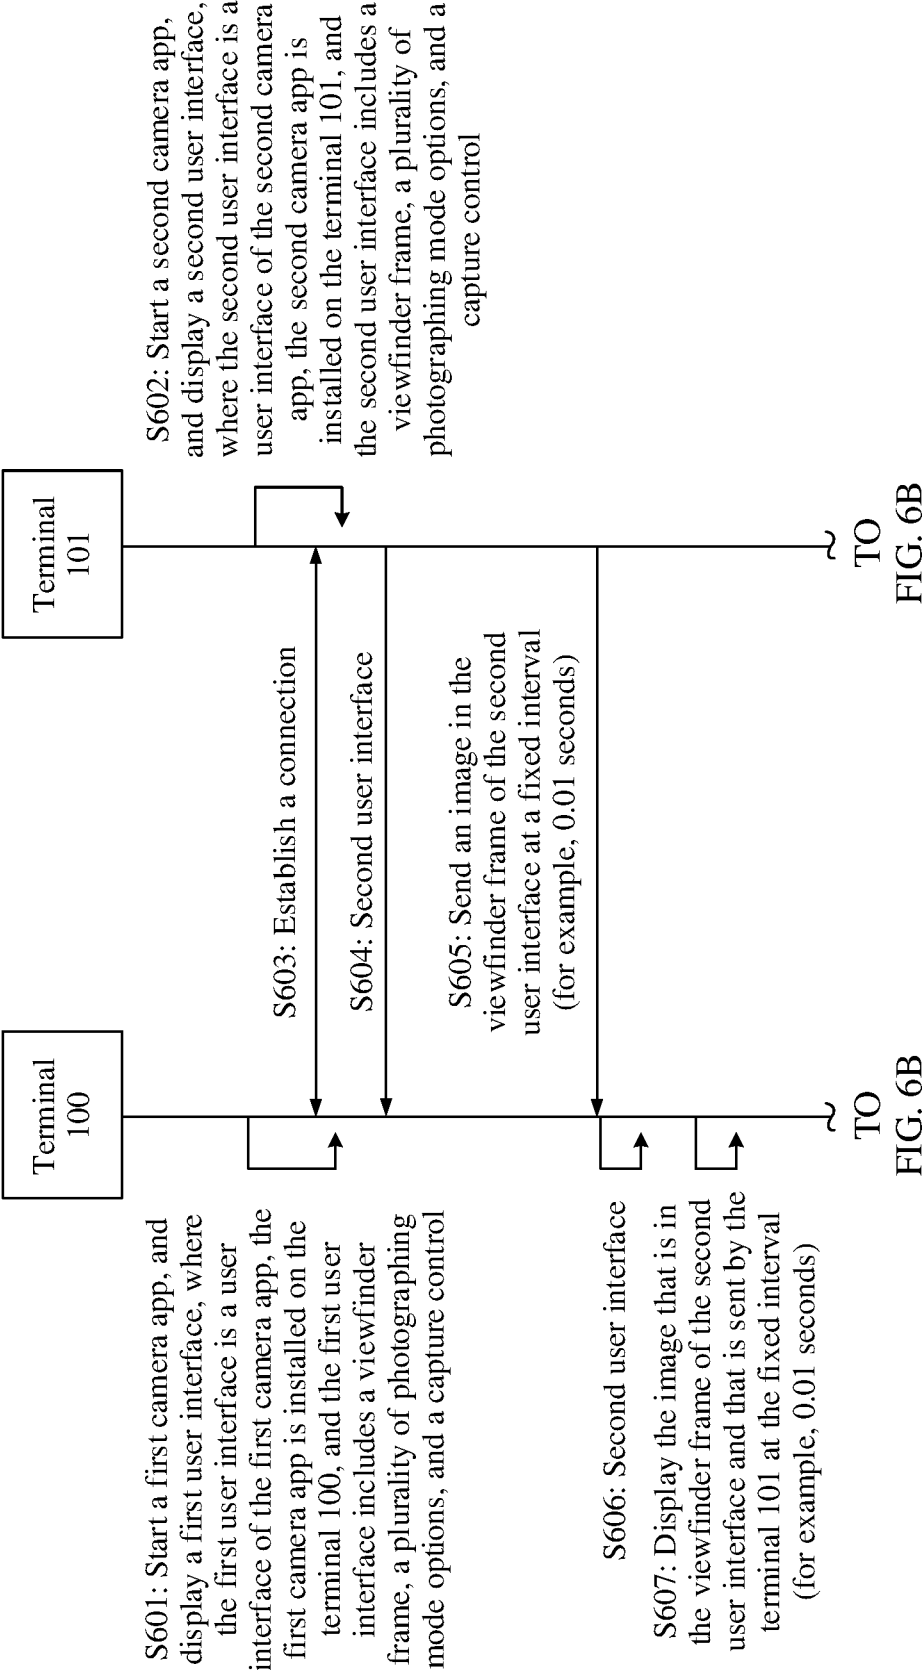 Terminal
100
Terminal
101
S601: Start a first camera app, and
display a first user interface, where
the first user interface is a user
interface of the first camera app, the
first camera app is installed on the
terminal 100, and the first user
interface includes a viewfinder
frame, a plurality of photographing
mode options, and a capture control
S602: Start a second camera app,
and display a second user interface,
where the second user interface is a
user interface of the second camera
app, the second camera app is
installed on the terminal 101, and
the second user interface includes a
viewfinder frame, a plurality of
photographing mode options, and a
capture control
S603: Establish a connection
S604: Second user interface
S605: Send an image in the
viewfinder frame of the second
user interface at a fixed interval
(for example, 0.01 seconds)
S606: Second user interface
S607: Display the image that is in
the viewfinder frame of the second
user interface and that is sent by the
terminal 101 at the fixed interval
(for example, 0.01 seconds)
TO
FIG. 6B
TO
FIG. 6B